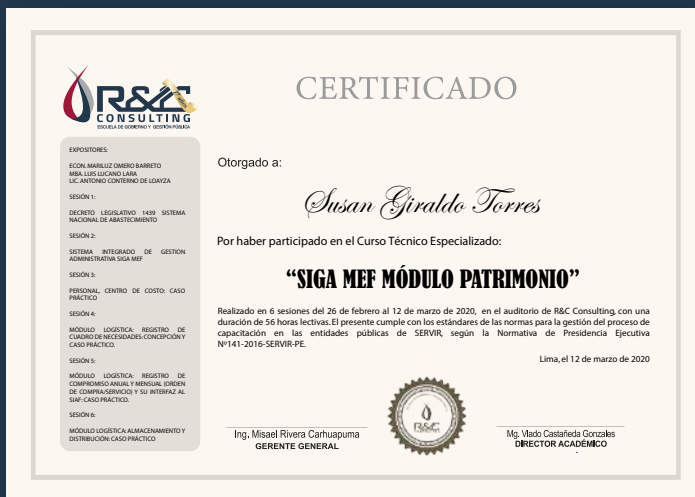 R&C
CONSULTING
ESCUELA DE GOBIERNO Y GESTIÓN PÚBLICA
CERTIFICADO
EXPOSITORES:
ECON. MARILUZ OMERO BARRETO
MBA. LUIS LUCANO LARA
LIC. ANTONIO CONTERNO DE LOAYZA
SESIÓN 1:
DECRETO LEGISLATIVO 1439 SISTEMA
NACIONAL DE ABASTECIMIENTO
SESIÓN 2:
SISTEMA INTEGRADO DE GESTION
ADMINISTRATIVA SIGA MEF
SESIÓN 3:
PERSONAL, CENTRO DE COSTO: CASO
PRÁCTICO
SESIÓN 4:
MÓDULO LOGÍSTICA: REGISTRO DE
CUADRO DE NECESIDADES: CONCEPCIÓN Y
CASO PRÁCTICO.
SESIÓN 5:
MÓDULO LOGÍSTICA: REGISTRO DE
COMPROMISO ANUAL Y MENSUAL (ORDEN
DE COMPRA/SERVICIO) Y SU INTERFAZ AL
SIAF: CASO PRÁCTICO.
SESIÓN 6:
MÓDULO LOGÍSTICA: ALMACENAMIENTO Y
DISTRIBUCIÓN: CASO PRÁCTICO
Otorgado a:
Susan Giraldo Torres
Por haber participado en el Curso Técnico Especializado:
“SIGA MEF MÓDULO PATRIMONIO”
Realizado en 6 sesiones del 26 de febrero al 12 de marzo de 2020, en el auditorio de R&C Consulting, con una
duración de 56 horas lectivas. El presente cumple con los estándares de las normas para la gestión del proceso de
capacitación en las entidades públicas de SERVIR, según la Normativa de Presidencia Ejecutiva
Nº141-2016-SERVIR-PE.
Lima, el 12 de marzo de 2020
Ing. Misael Rivera Carhuapuma
GERENTE GENERAL
R&C
Mg. Vlado Castañeda Gonzales
DIRECTOR ACADÉMICO